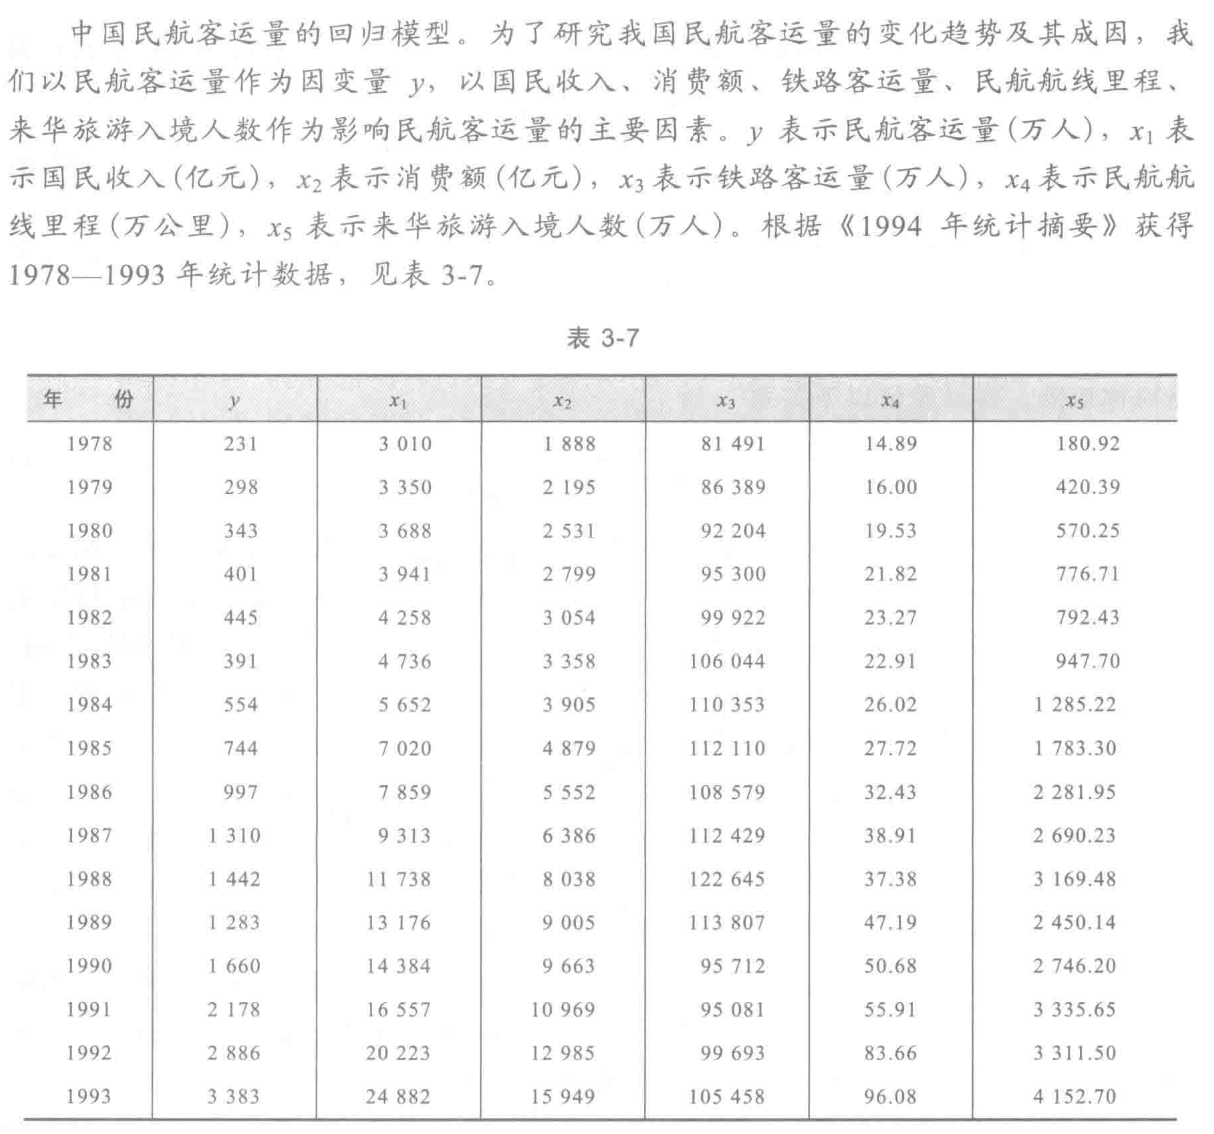 中国民航客运量的回归模型。为了研究我国民航客运量的变化趋势及其成因，我
们以民航客运量作为因变量 y，以国民收入、消费额、铁路客运量、民航航线里程、
来华旅游入境人数作为影响民航客运量的主要因素。y 表示民航客运量(万人)，x₁ 表
示国民收入(亿元)，x₂ 表示消费额(亿元)，x₃ 表示铁路客运量(万人)，x₄ 表示民航航
线里程(万公里)，x₅ 表示来华旅游入境人数(万人)。根据《1994 年统计摘要》获得
1978—1993 年统计数据，见表 3-7。
表 3-7
年 份 y x₁ x₂ x₃ x₄ x₅
1978 231 3 010 1 888 81 491 14.89 180.92
1979 298 3 350 2 195 86 389 16.00 420.39
1980 343 3 688 2 531 92 204 19.53 570.25
1981 401 3 941 2 799 95 300 21.82 776.71
1982 445 4 258 3 054 99 922 23.27 792.43
1983 391 4 736 3 358 106 044 22.91 947.70
1984 554 5 652 3 905 110 353 26.02 1 285.22
1985 744 7 020 4 879 112 110 27.72 1 783.30
1986 997 7 859 5 552 108 579 32.43 2 281.95
1987 1 310 9 313 6 386 112 429 38.91 2 690.23
1988 1 442 11 738 8 038 122 645 37.38 3 169.48
1989 1 283 13 176 9 005 113 807 47.19 2 450.14
1990 1 660 14 384 9 663 95 712 50.68 2 746.20
1991 2 178 16 557 10 969 95 081 55.91 3 335.65
1992 2 886 20 223 12 985 99 693 83.66 3 311.50
1993 3 383 24 882 15 949 105 458 96.08 4 152.70